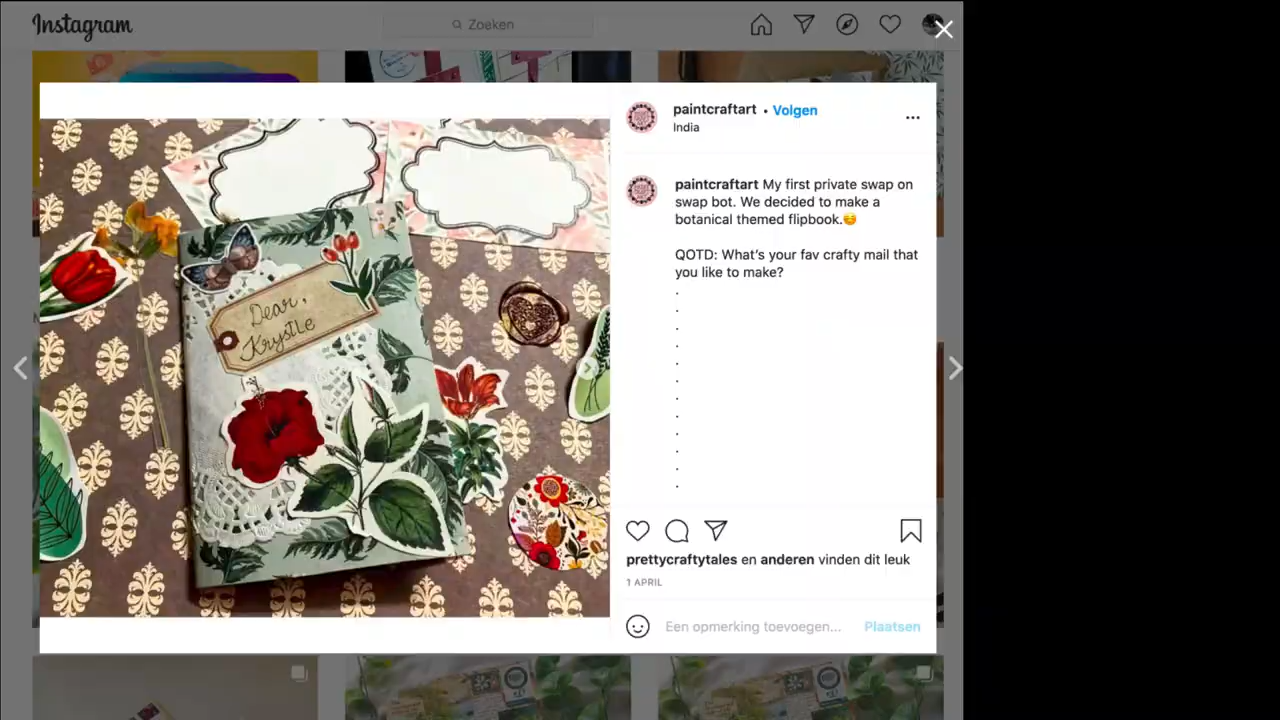 Instagram
Zoeken
paintcraftart • Volgen
India
paintcraftart My first private swap on
swap bot. We decided to make a
botanical themed flipbook.☺️
QOTD: What's your fav crafty mail that
you like to make?
.
.
.
.
.
.
.
.
.
.
.
.
Dear,
Krystle
prettycraftytales en anderen vinden dit leuk
1 APRIL
Een opmerking toevoegen...
Plaatsen